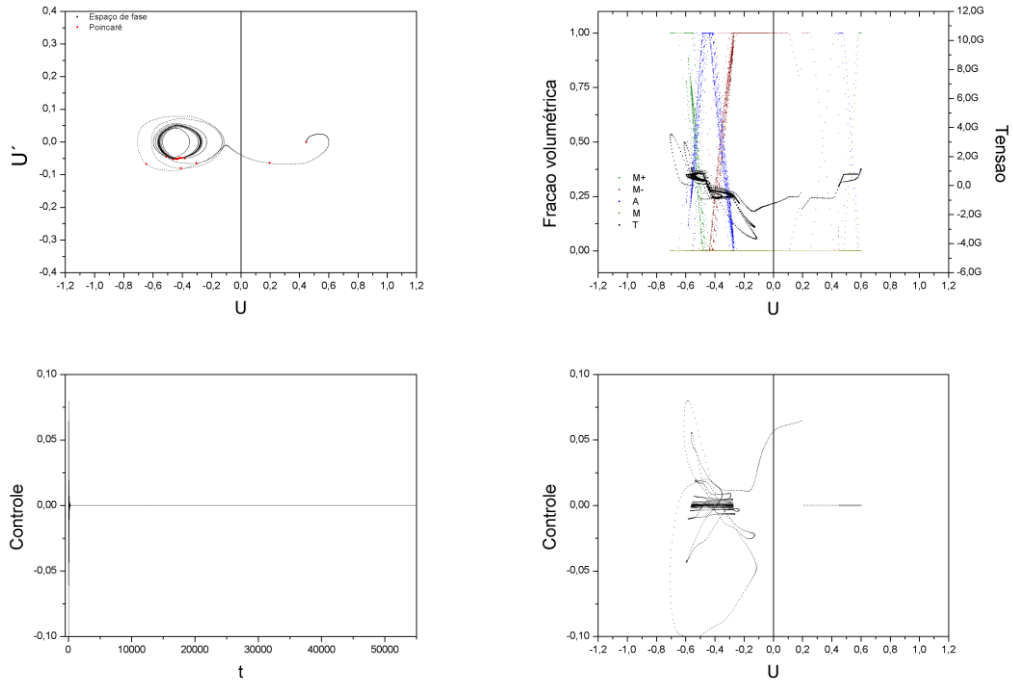 0,4
0,3
0,2
0,1
0,0
-0,1
-0,2
-0,3
-0,4
U´
Espaço de fase
Poincaré
-1,2 -1,0 -0,8 -0,6 -0,4 -0,2 0,0 0,2 0,4 0,6 0,8 1,0 1,2
U
1,00
0,75
0,50
0,25
0,00
Fracao volumétrica
M+
M-
A
M
T
12,0G
10,0G
8,0G
6,0G
4,0G
2,0G
0,0
-2,0G
-4,0G
-6,0G
Tensao
-1,2 -1,0 -0,8 -0,6 -0,4 -0,2 0,0 0,2 0,4 0,6 0,8 1,0 1,2
U
0,10
0,05
0,00
-0,05
-0,10
Controle
0 10000 20000 30000 40000 50000
t
0,10
0,05
0,00
-0,05
-0,10
Controle
-1,2 -1,0 -0,8 -0,6 -0,4 -0,2 0,0 0,2 0,4 0,6 0,8 1,0 1,2
U